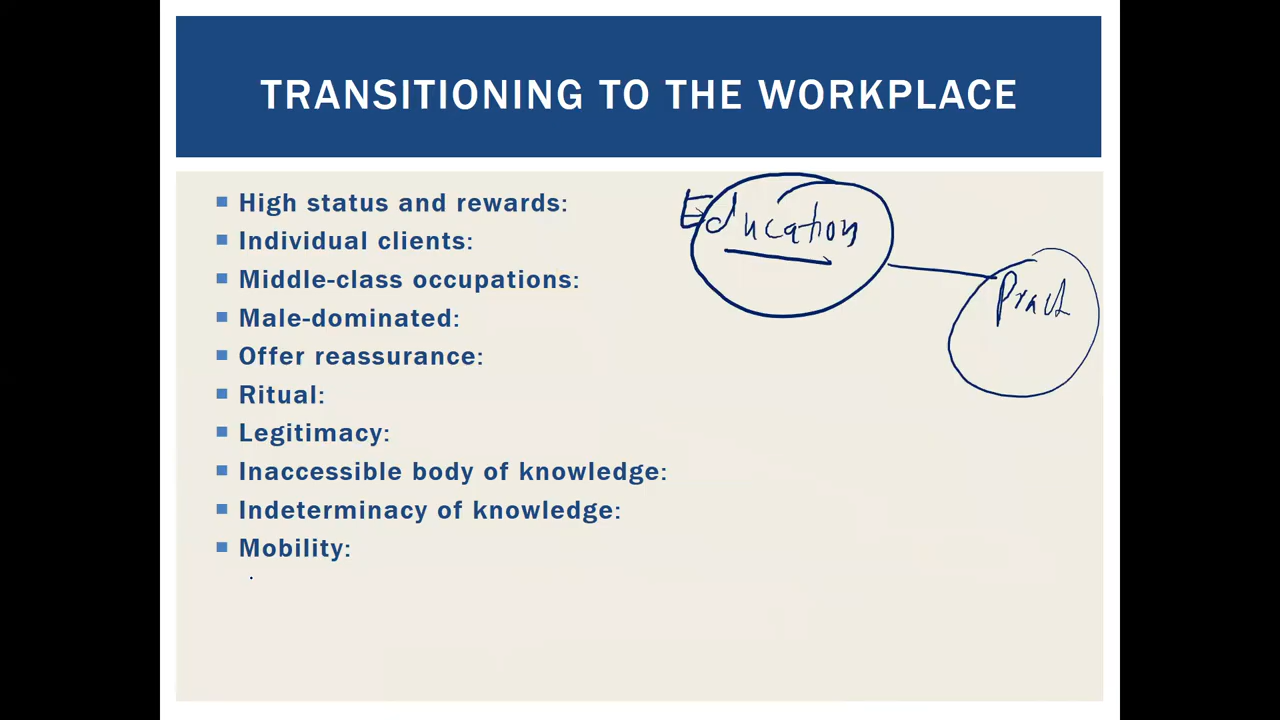 TRANSITIONING TO THE WORKPLACE
High status and rewards:
Individual clients:
Middle-class occupations:
Male-dominated:
Offer reassurance:
Ritual:
Legitimacy:
Inaccessible body of knowledge:
Indeterminacy of knowledge:
Mobility:
Education
Pract